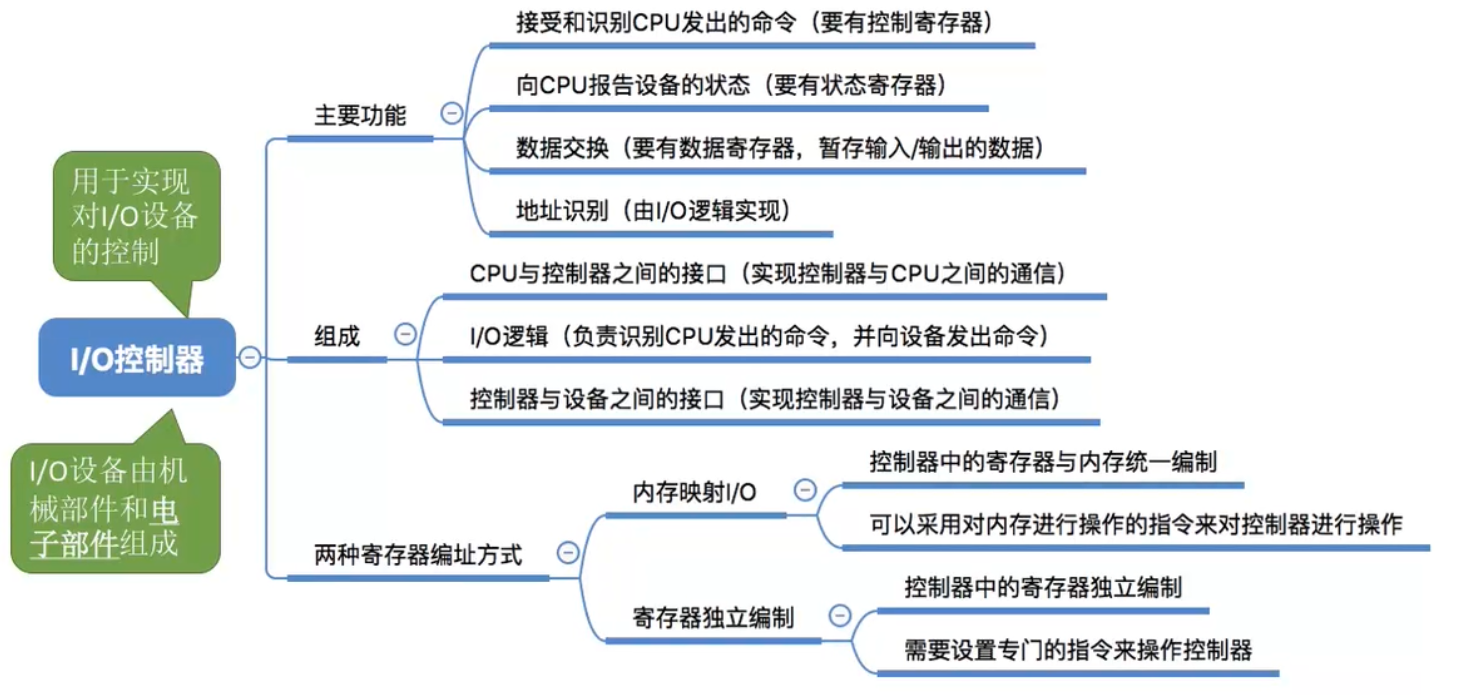 接受和识别CPU发出的命令（要有控制寄存器）
向CPU报告设备的状态（要有状态寄存器）
主要功能
数据交换（要有数据寄存器，暂存输入/输出的数据）
地址识别（由I/O逻辑实现）
用于实现
对I/O设备
的控制
CPU与控制器之间的接口（实现控制器与CPU之间的通信）
组成
I/O逻辑（负责识别CPU发出的命令，并向设备发出命令）
控制器与设备之间的接口（实现控制器与设备之间的通信）
I/O控制器
I/O设备由机
械部件和电
子部件组成
两种寄存器编址方式
内存映射I/O
控制器中的寄存器与内存统一编制
可以采用对内存进行操作的指令来对控制器进行操作
寄存器独立编制
控制器中的寄存器独立编制
需要设置专门的指令来操作控制器